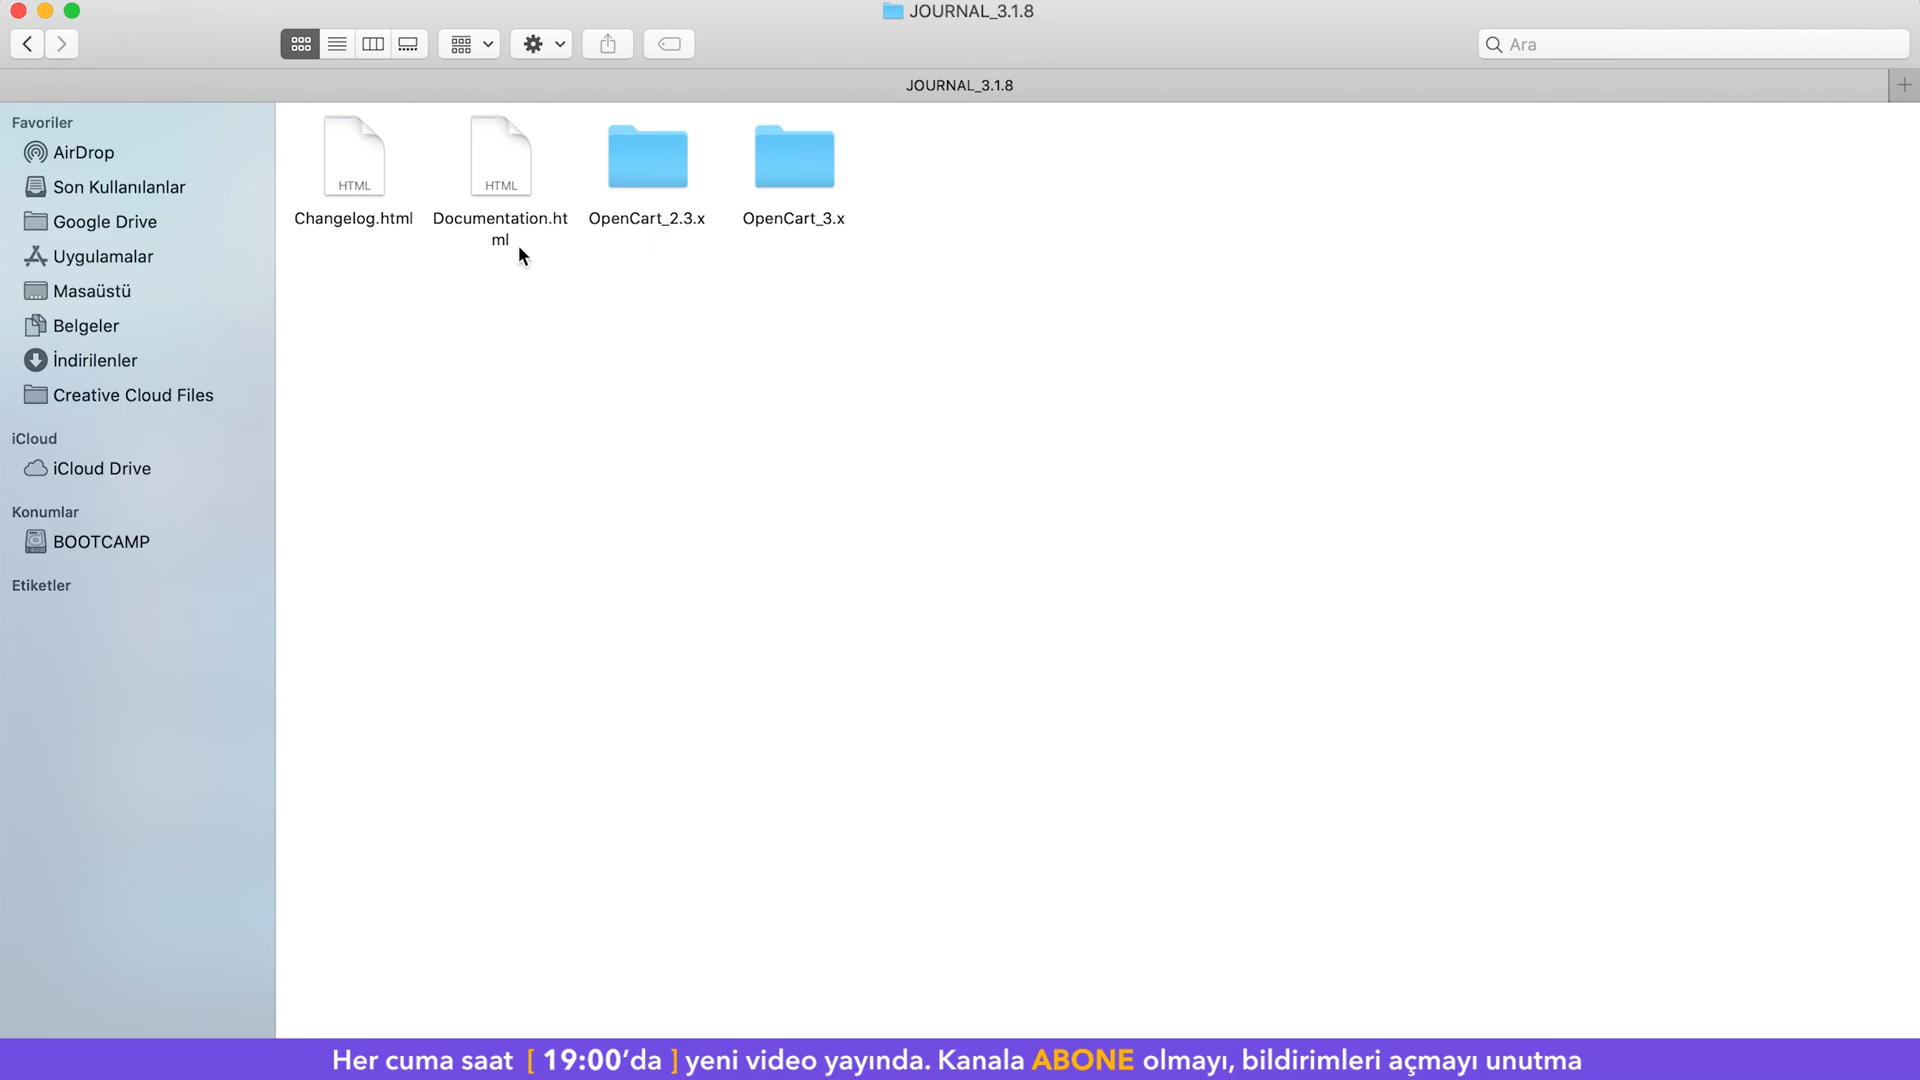 JOURNAL_3.1.8
Ara
JOURNAL_3.1.8
Favoriler
AirDrop
Son Kullanılanlar
Google Drive
Uygulamalar
Masaüstü
Belgeler
İndirilenler
Creative Cloud Files
iCloud
iCloud Drive
Konumlar
BOOTCAMP
Etiketler
HTML
Changelog.html
HTML
Documentation.ht
ml
OpenCart_2.3.x
OpenCart_3.x
Her cuma saat [ 19:00‘da ] yeni video yayında. Kanala ABONE olmayı, bildirimleri açmayı unutma